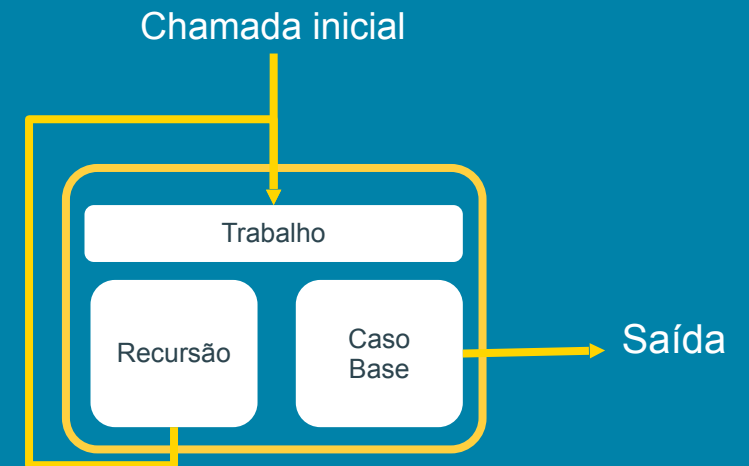 Chamada inicial
Trabalho
Recursão
Caso
Base
Saída